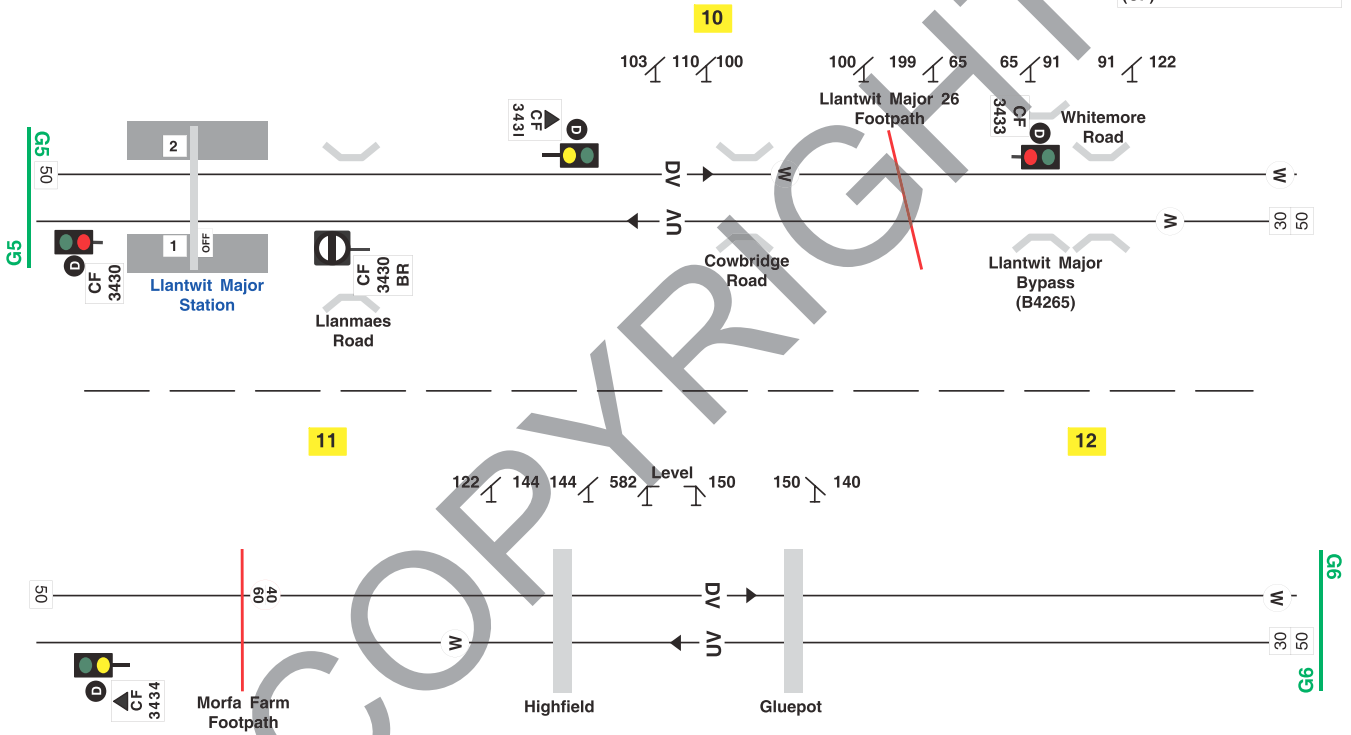 10
103 110 100
100 199 65
65 91
91 122
Llantwit Major 26
Footpath
CF
3431
D
CF
3433
D
Whitemore
Road
G5
50
2
DV
W
W
UV
W
30 50
1
OFF
G5
D
CF
3430
Llantwit Major
Station
CF
3430
BR
Llanmaes
Road
Cowbridge
Road
Llantwit Major
Bypass
(B4265)
11
12
122 144
144 582
Level
150
150 140
G6
50
40
60
DV
W
W
UV
30 50
G6
D
CF
3434
Morfa Farm
Footpath
Highfield
Gluepot
COPYRIGHT